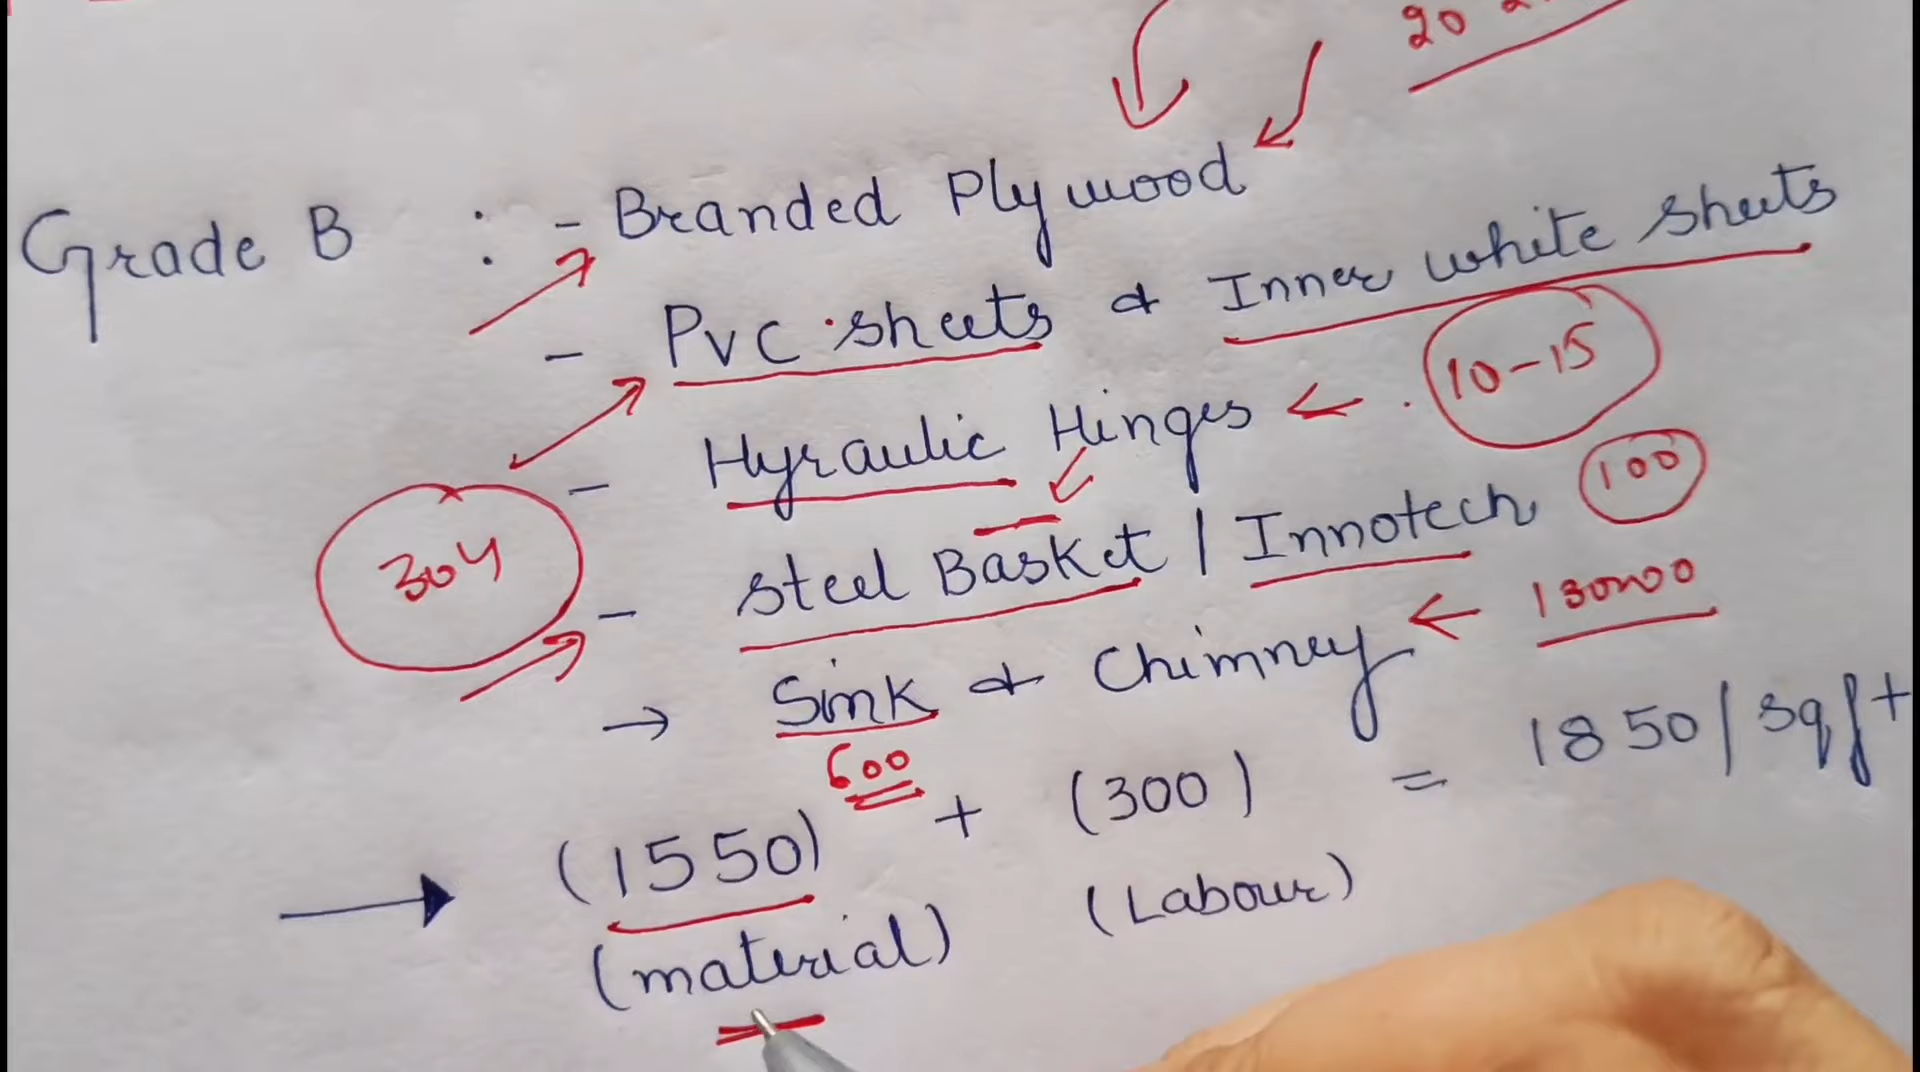 20
Grade B : - Branded Plywood
- PVC sheets & Inner white sheets
10-15
- Hyraulic Hinges
100
304
- steel Basket | Innotech
130000
→ Sink & Chimney
600
(1550) + (300) = 1850/sqft
(material) (Labour)